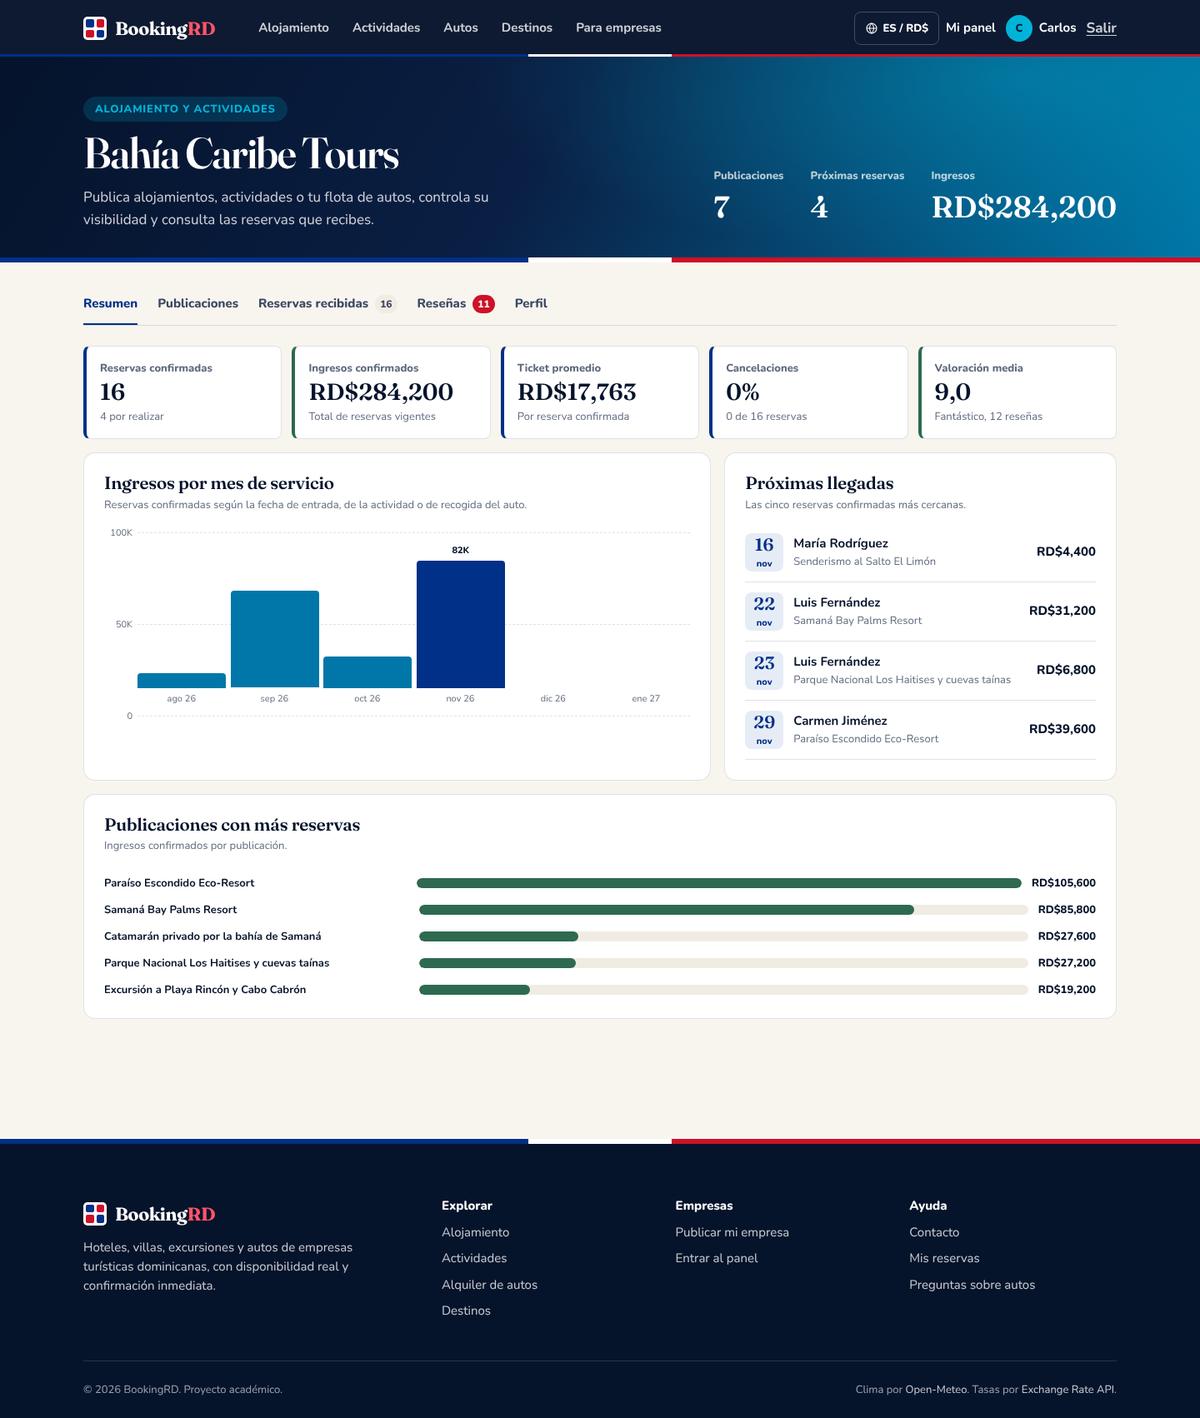 BookingRD
Alojamiento
Actividades
Autos
Destinos
Para empresas
ES / RD$
Mi panel
C
Carlos
Salir
ALOJAMIENTO Y ACTIVIDADES
Bahía Caribe Tours
Publica alojamientos, actividades o tu flota de autos, controla su
visibilidad y consulta las reservas que recibes.
Publicaciones
7
Próximas reservas
4
Ingresos
RD$284,200
Resumen
Publicaciones
Reservas recibidas 16
Reseñas 11
Perfil
Reservas confirmadas
16
4 por realizar
Ingresos confirmados
RD$284,200
Total de reservas vigentes
Ticket promedio
RD$17,763
Por reserva confirmada
Cancelaciones
0%
0 de 16 reservas
Valoración media
9,0
Fantástico, 12 reseñas
Ingresos por mes de servicio
Reservas confirmadas según la fecha de entrada, de la actividad o de recogida del auto.
100K
82K
50K
ago 26
sep 26
oct 26
nov 26
dic 26
ene 27
0
Próximas llegadas
Las cinco reservas confirmadas más cercanas.
16 nov
María Rodríguez
Senderismo al Salto El Limón
RD$4,400
22 nov
Luis Fernández
Samaná Bay Palms Resort
RD$31,200
23 nov
Luis Fernández
Parque Nacional Los Haitises y cuevas taínas
RD$6,800
29 nov
Carmen Jiménez
Paraíso Escondido Eco-Resort
RD$39,600
Publicaciones con más reservas
Ingresos confirmados por publicación.
Paraíso Escondido Eco-Resort RD$105,600
Samaná Bay Palms Resort RD$85,800
Catamarán privado por la bahía de Samaná RD$27,600
Parque Nacional Los Haitises y cuevas taínas RD$27,200
Excursión a Playa Rincón y Cabo Cabrón RD$19,200
BookingRD
Hoteles, villas, excursiones y autos de empresas
turísticas dominicanas, con disponibilidad real y
confirmación inmediata.
Explorar
Alojamiento
Actividades
Alquiler de autos
Destinos
Empresas
Publicar mi empresa
Entrar al panel
Ayuda
Contacto
Mis reservas
Preguntas sobre autos
© 2026 BookingRD. Proyecto académico.
Clima por Open-Meteo. Tasas por Exchange Rate API.